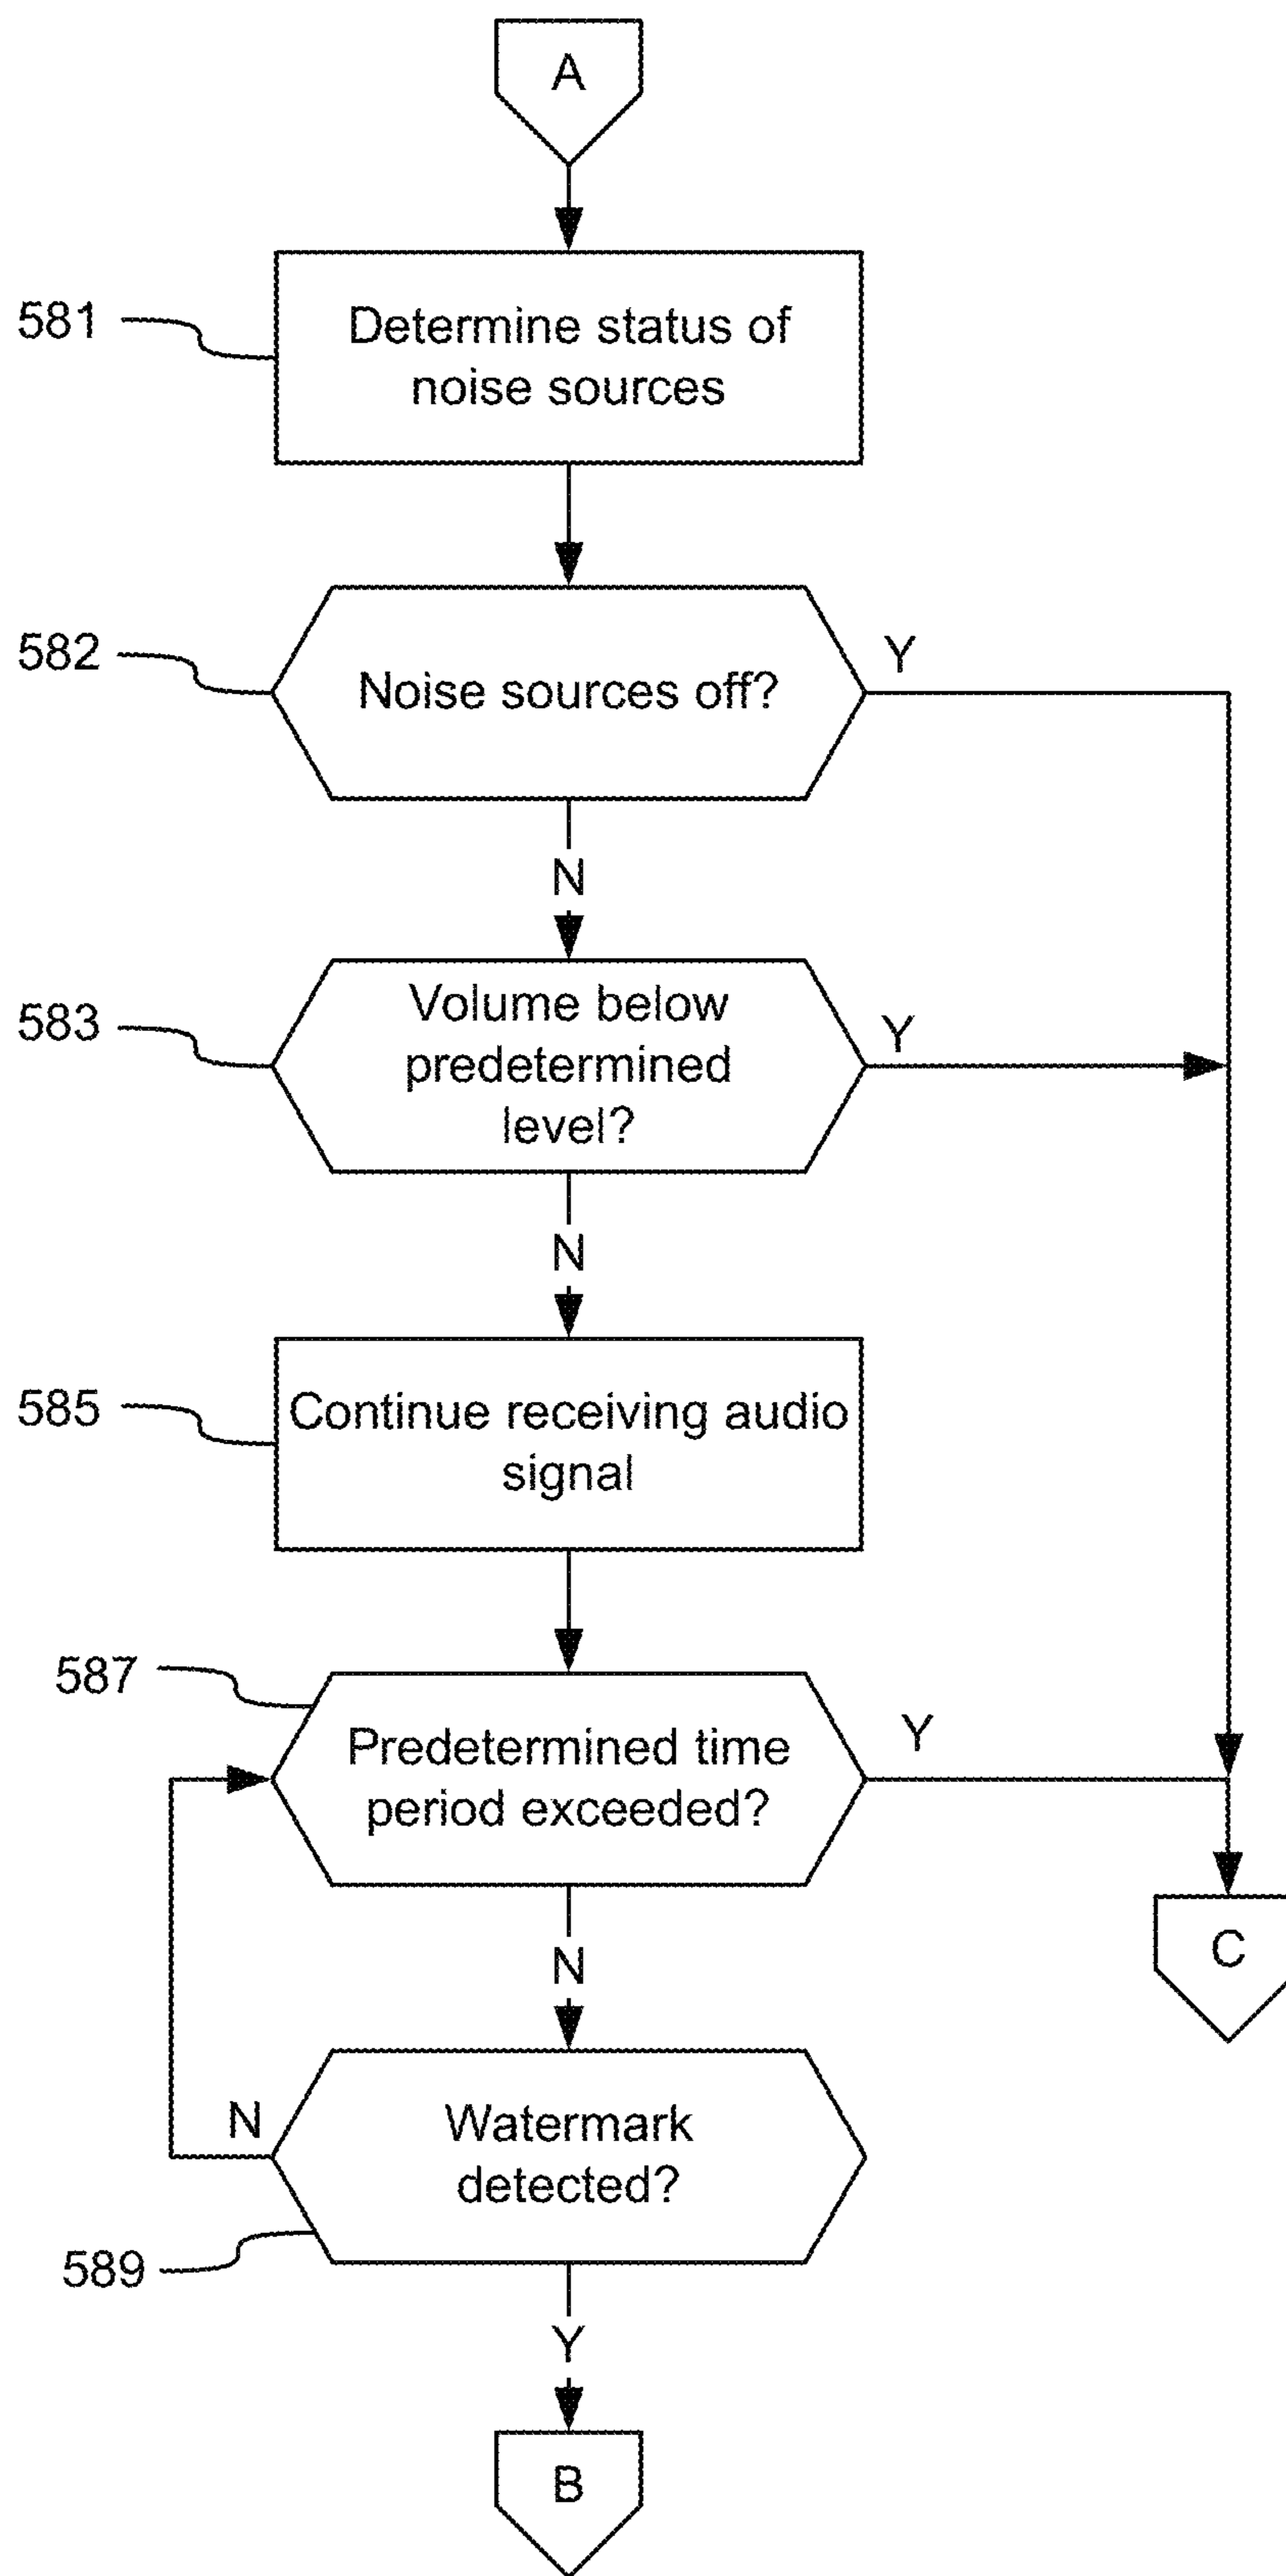 A
581
Determine status of
noise sources
582
Noise sources off?
Y
N
583
Volume below
predetermined
level?
Y
N
585
Continue receiving audio
signal
587
Predetermined time
period exceeded?
Y
N
C
Watermark
detected?
N
589
Y
B